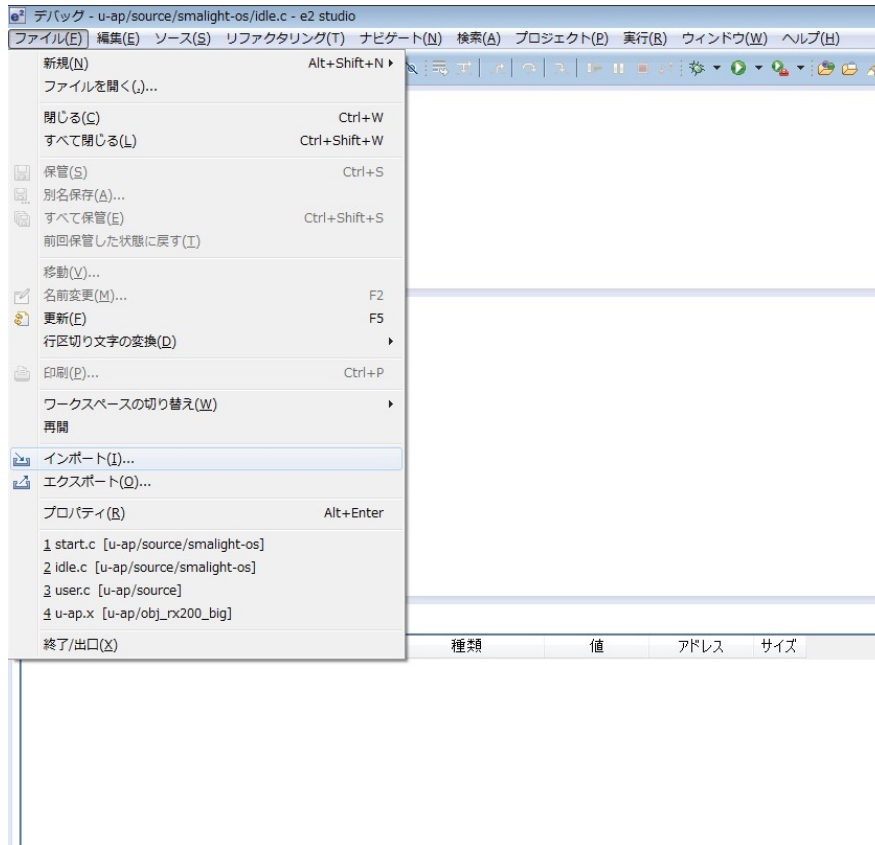 e² デバッグ - u-ap/source/smalight-os/idle.c - e2 studio
ファイル(F) 編集(E) ソース(S) リファクタリング(T) ナビゲート(N) 検索(A) プロジェクト(P) 実行(R) ウィンドウ(W) ヘルプ(H)
新規(N) Alt+Shift+N
ファイルを開く(.)...
閉じる(C) Ctrl+W
すべて閉じる(L) Ctrl+Shift+W
保管(S) Ctrl+S
別名保存(A)...
すべて保管(E) Ctrl+Shift+S
前回保管した状態に戻す(T)
移動(V)...
名前変更(M)... F2
更新(F) F5
行区切り文字の変換(D)
印刷(P)... Ctrl+P
ワークスペースの切り替え(W)
再開
インポート(I)...
エクスポート(O)...
プロパティ(R) Alt+Enter
1 start.c [u-ap/source/smalight-os]
2 idle.c [u-ap/source/smalight-os]
3 user.c [u-ap/source]
4 u-ap.x [u-ap/obj_rx200_big]
終了/出口(X)
種類 値 アドレス サイズ